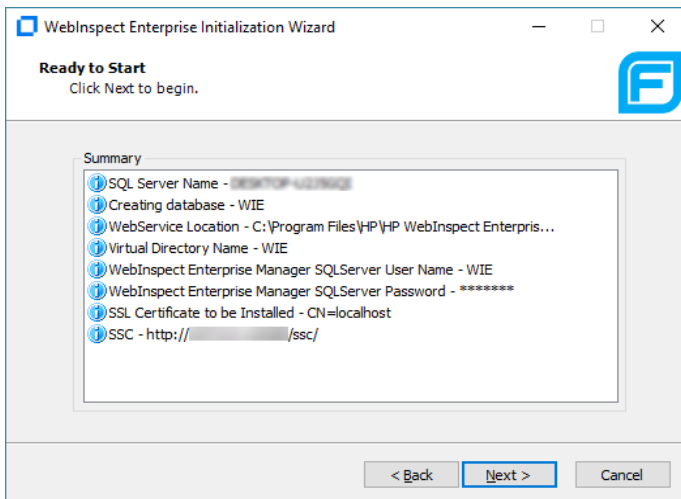 WebInspect Enterprise Initialization Wizard
Ready to Start
Click Next to begin.
Summary
SQL Server Name -
Creating database - WIE
WebService Location - C:\Program Files\HP\HP WebInspect Enterpris...
Virtual Directory Name - WIE
WebInspect Enterprise Manager SQLServer User Name - WIE
WebInspect Enterprise Manager SQLServer Password - *******
SSL Certificate to be Installed - CN=localhost
SSC - http:// /ssc/
< Back Next > Cancel